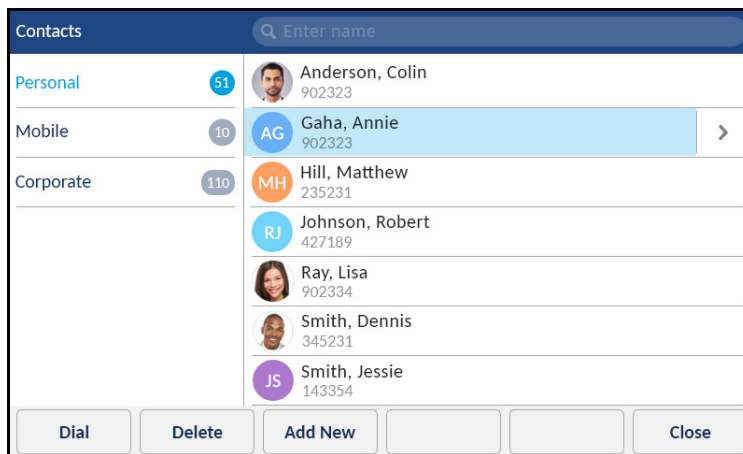 Contacts
Enter name
Personal 51
Mobile 10
Corporate 110
Anderson, Colin
902323
AG
Gaha, Annie
902323
MH
Hill, Matthew
235231
RJ
Johnson, Robert
427189
Ray, Lisa
902334
Smith, Dennis
345231
JS
Smith, Jessie
143354
Dial Delete Add New Close